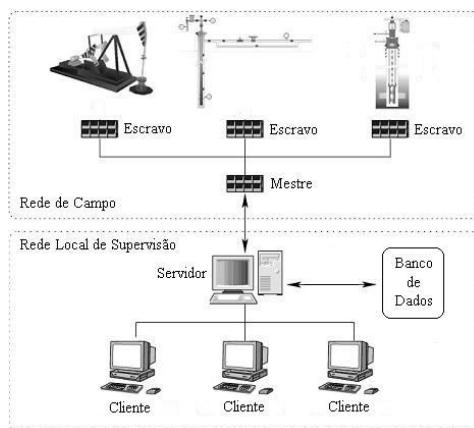 Escravo
Escravo
Escravo
Mestre
Rede de Campo
Rede Local de Supervisão
Servidor
Banco
de
Dados
Cliente
Cliente
Cliente